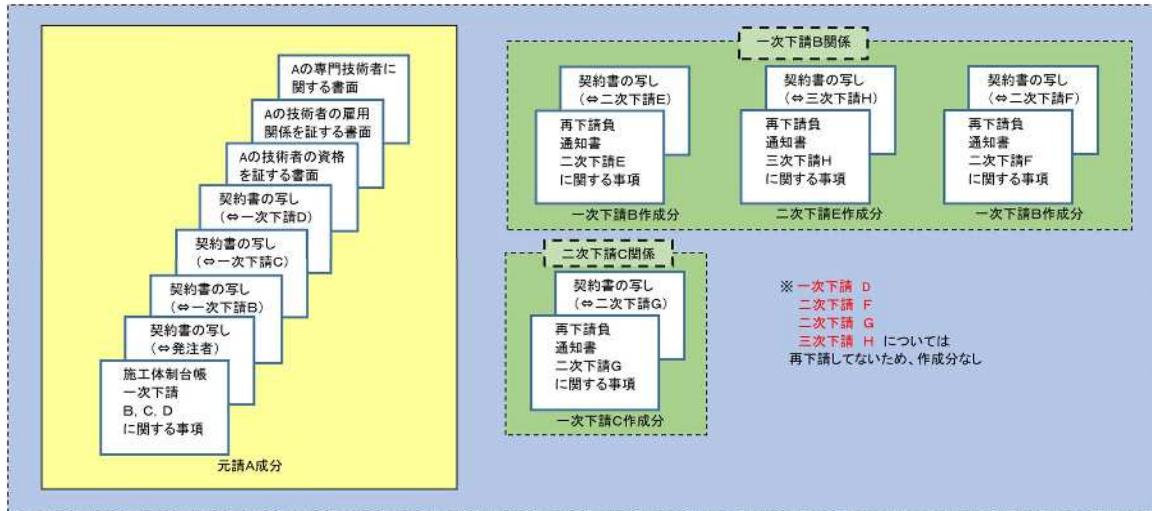 Aの専門技術者に
関する書面
Aの技術者の雇用
関係を証する書面
Aの技術者の資格
を証する書面
契約書の写し
(⇔一次下請D)
契約書の写し
(⇔一次下請C)
契約書の写し
(⇔一次下請B)
契約書の写し
(⇔発注者)
施工体制台帳
一次下請
B, C, D
に関する事項
元請A成分
一次下請B関係
契約書の写し
(⇔二次下請E)
再下請負
通知書
二次下請E
に関する事項
一次下請B作成分
契約書の写し
(⇔三次下請H)
再下請負
通知書
三次下請H
に関する事項
二次下請E作成分
契約書の写し
(⇔二次下請F)
再下請負
通知書
二次下請F
に関する事項
一次下請B作成分
二次下請C関係
契約書の写し
(⇔二次下請G)
再下請負
通知書
二次下請G
に関する事項
一次下請C作成分
※ 一次下請 D
二次下請 F
二次下請 G
三次下請 H については
再下請してないため、作成分なし